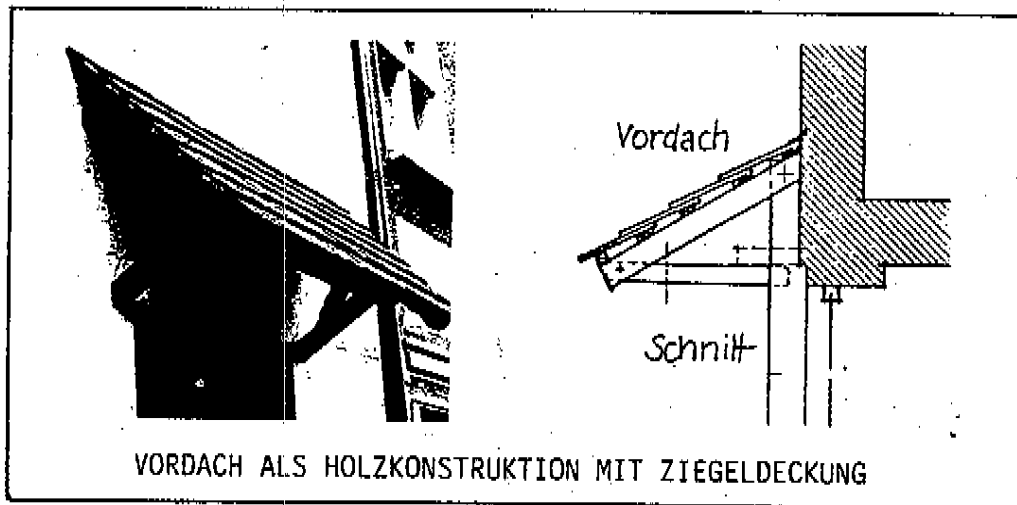 Vordach
Schnitt
VORDACH ALS HOLZKONSTRUKTION MIT ZIEGELDECKUNG